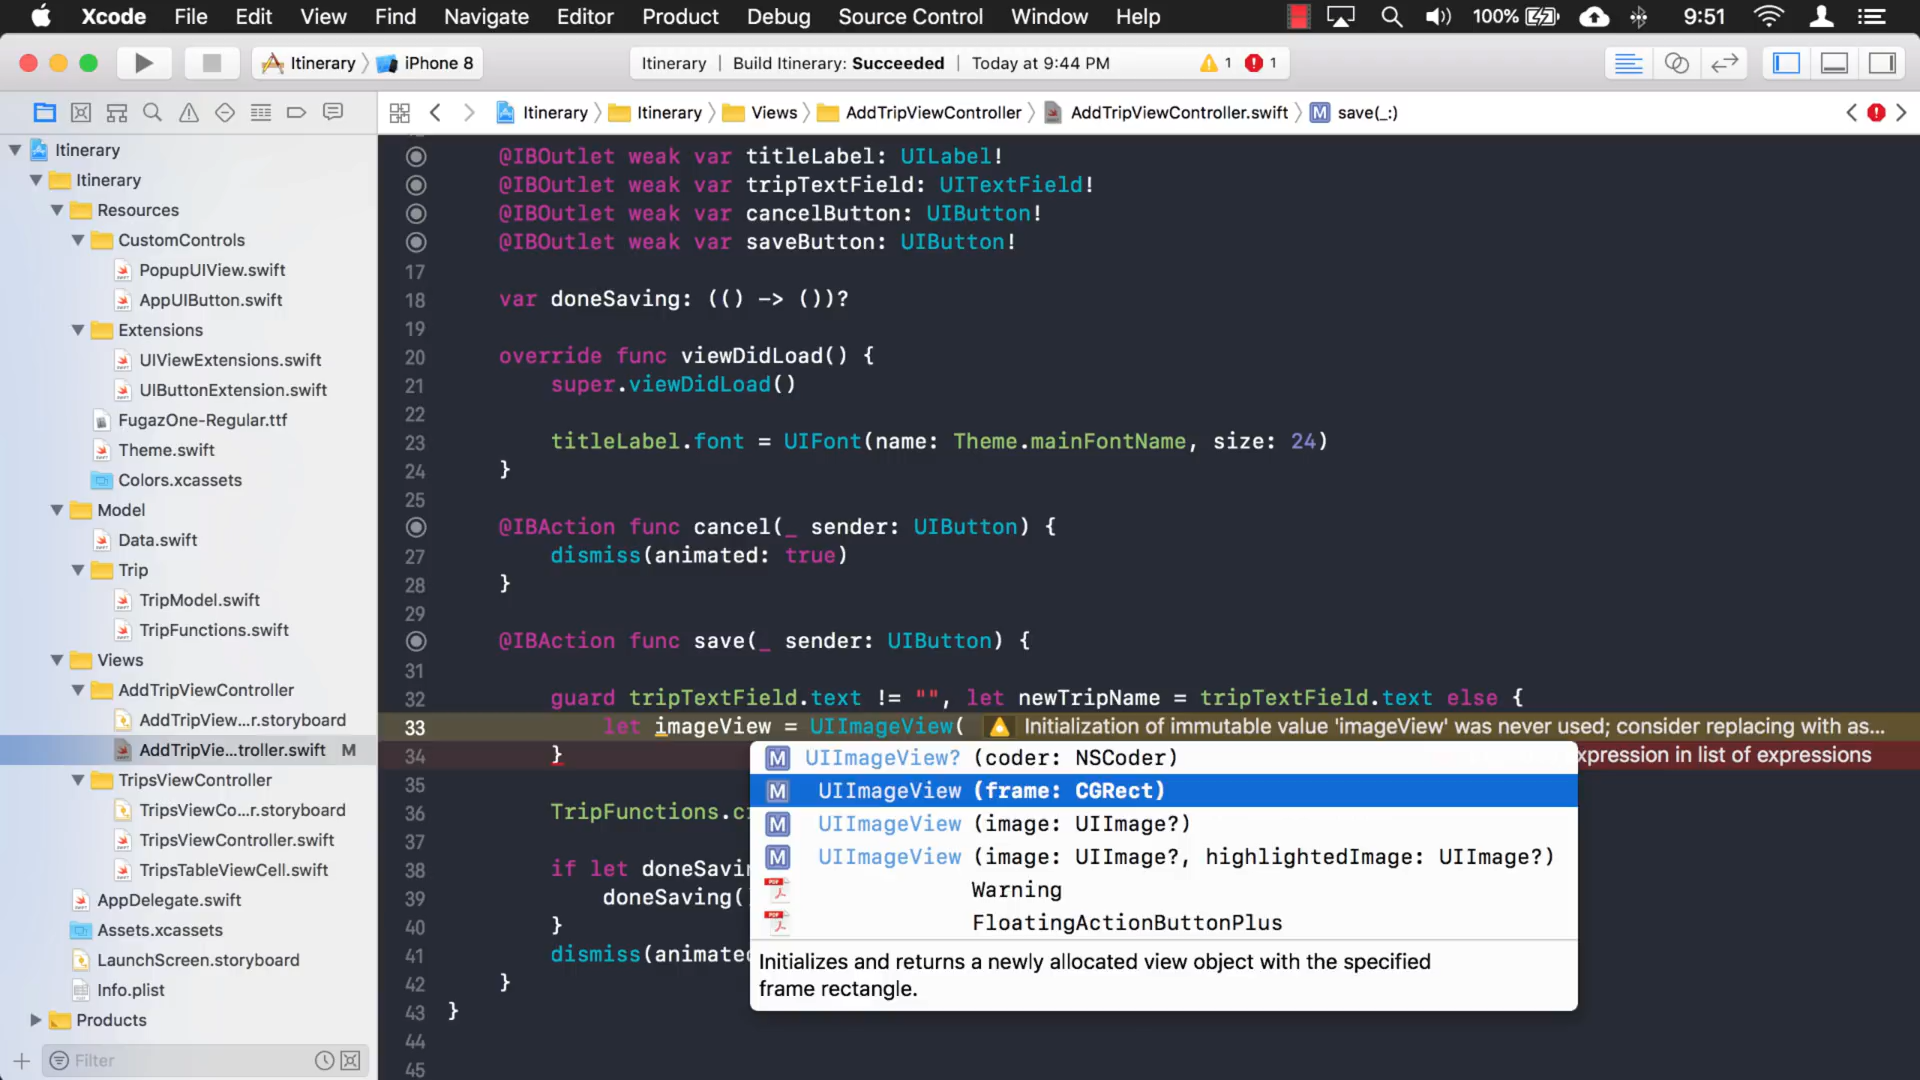 Xcode File Edit View Find Navigate Editor Product Debug Source Control Window Help 100% 9:51
Itinerary iPhone 8 Itinerary | Build Itinerary: Succeeded | Today at 9:44 PM 1 1
Itinerary Itinerary Views AddTripViewController AddTripViewController.swift M save(_:)
Itinerary
Itinerary
Resources
CustomControls
PopupUIView.swift
AppUIButton.swift
Extensions
UIViewExtensions.swift
UIButtonExtension.swift
FugazOne-Regular.ttf
Theme.swift
Colors.xcassets
Model
Data.swift
Trip
TripModel.swift
TripFunctions.swift
Views
AddTripViewController
AddTripView...r.storyboard
AddTripVie...troller.swift M
TripsViewController
TripsViewCo...r.storyboard
TripsViewController.swift
TripsTableViewCell.swift
AppDelegate.swift
Assets.xcassets
LaunchScreen.storyboard
Info.plist
Products
Filter
@IBOutlet weak var titleLabel: UILabel!
@IBOutlet weak var tripTextField: UITextField!
@IBOutlet weak var cancelButton: UIButton!
@IBOutlet weak var saveButton: UIButton!
17
18 var doneSaving: (() -> ())?
19
20 override func viewDidLoad() {
21 super.viewDidLoad()
22
23 titleLabel.font = UIFont(name: Theme.mainFontName, size: 24)
24 }
25
@IBAction func cancel(_ sender: UIButton) {
27 dismiss(animated: true)
28 }
29
@IBAction func save(_ sender: UIButton) {
31
32 guard tripTextField.text != "", let newTripName = tripTextField.text else {
33 let imageView = UIImageView( Initialization of immutable value 'imageView' was never used; consider replacing with as...
34 } xpression in list of expressions
35
36 TripFunctions.c
37
38 if let doneSavin
39 doneSaving(
40 }
41 dismiss(animated
42 }
43 }
44
45
M UIImageView? (coder: NSCoder)
M UIImageView (frame: CGRect)
M UIImageView (image: UIImage?)
M UIImageView (image: UIImage?, highlightedImage: UIImage?)
PDF Warning
PDF FloatingActionButtonPlus
Initializes and returns a newly allocated view object with the specified
frame rectangle.